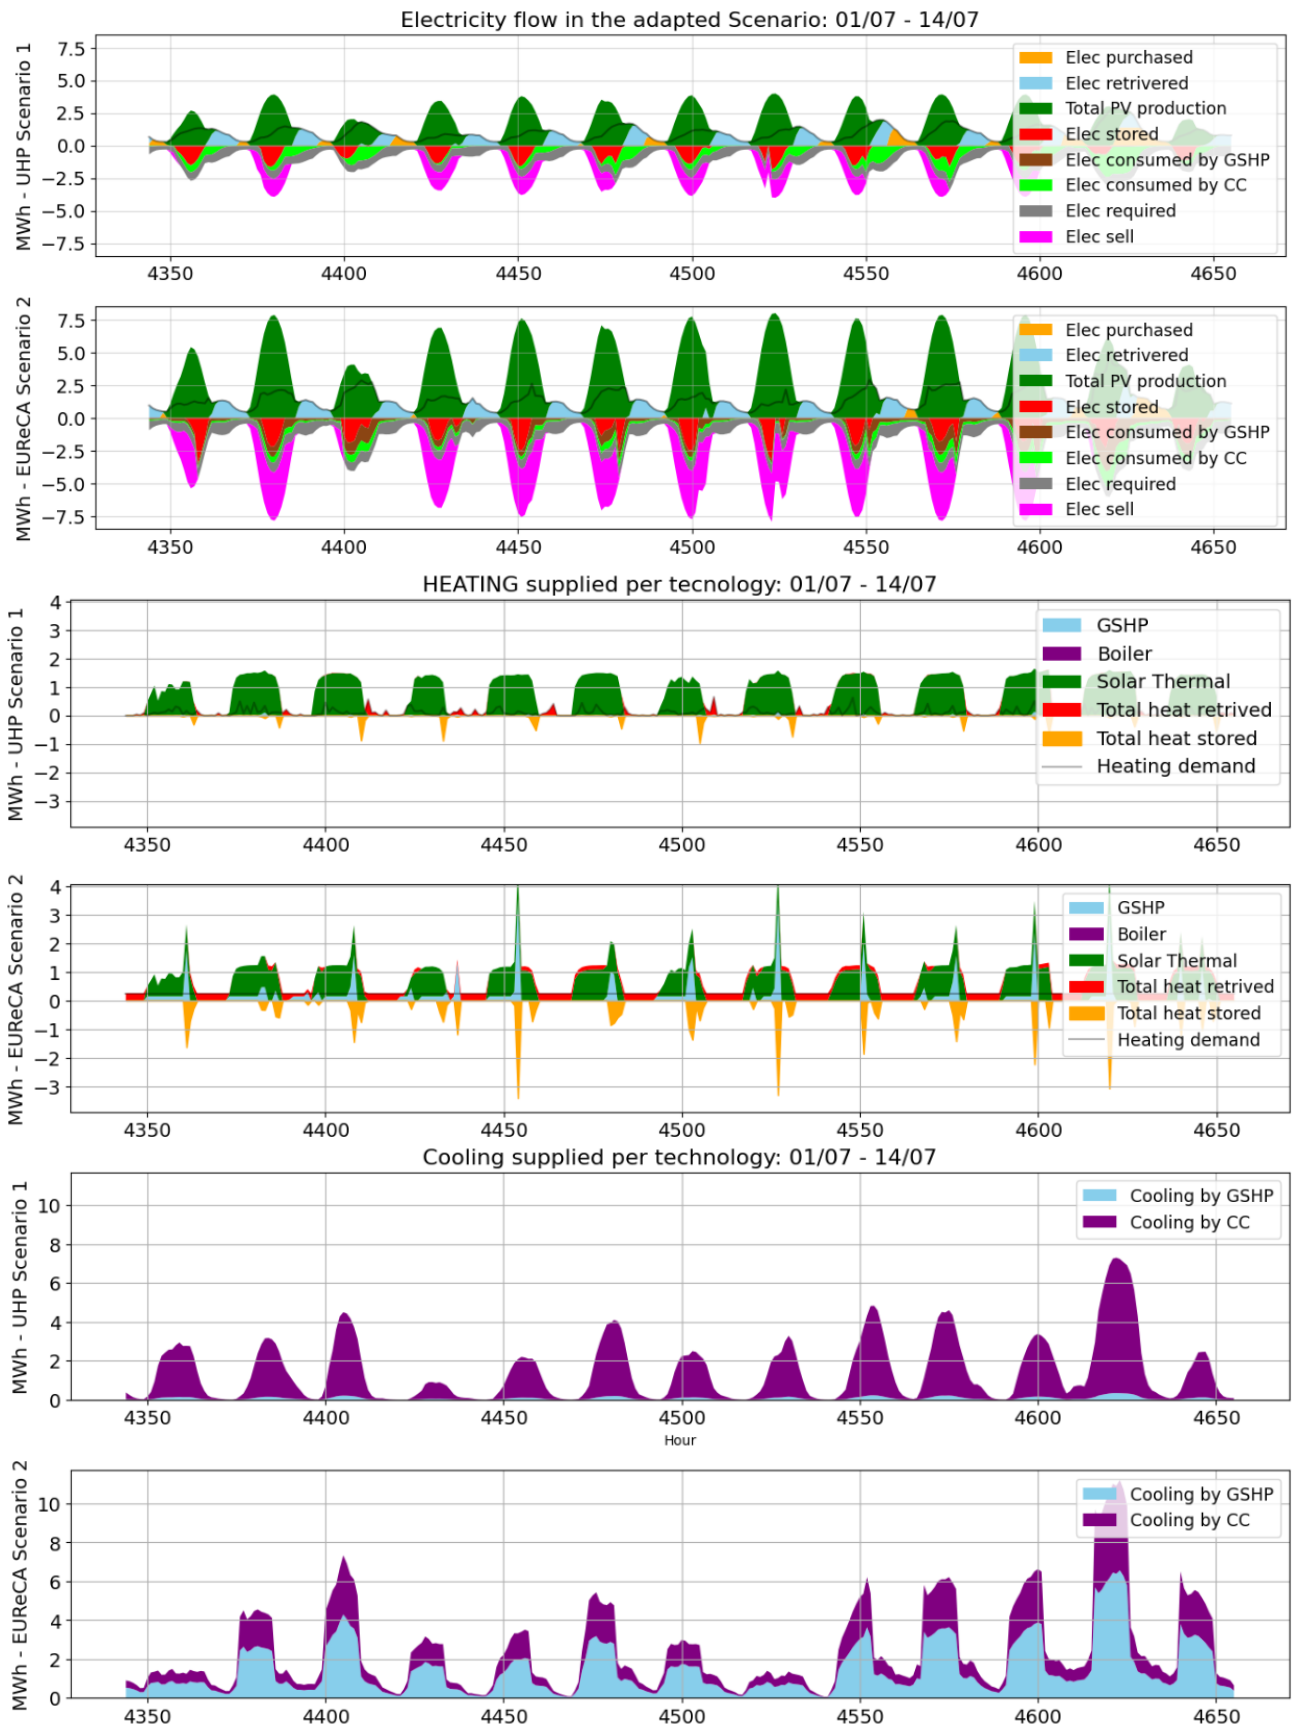 Electricity flow in the adapted Scenario: 01/07 - 14/07
MWh - UHP Scenario 1
7.5
5.0
2.5
0.0
−2.5
−5.0
−7.5
Elec purchased
Elec retrivered
Total PV production
Elec stored
Elec consumed by GSHP
Elec consumed by CC
Elec required
Elec sell
4350 4400 4450 4500 4550 4600 4650
MWh - EUReCA Scenario 2
7.5
5.0
2.5
0.0
−2.5
−5.0
−7.5
Elec purchased
Elec retrivered
Total PV production
Elec stored
Elec consumed by GSHP
Elec consumed by CC
Elec required
Elec sell
4350 4400 4450 4500 4550 4600 4650
HEATING supplied per tecnology: 01/07 - 14/07
MWh - UHP Scenario 1
4
3
2
1
0
−1
−2
−3
GSHP
Boiler
Solar Thermal
Total heat retrived
Total heat stored
Heating demand
4350 4400 4450 4500 4550 4600 4650
MWh - EUReCA Scenario 2
4
3
2
1
0
−1
−2
−3
GSHP
Boiler
Solar Thermal
Total heat retrived
Total heat stored
Heating demand
4350 4400 4450 4500 4550 4600 4650
Cooling supplied per technology: 01/07 - 14/07
MWh - UHP Scenario 1
10
8
6
4
2
0
Cooling by GSHP
Cooling by CC
4350 4400 4450 4500 4550 4600 4650
Hour
MWh - EUReCA Scenario 2
10
8
6
4
2
0
Cooling by GSHP
Cooling by CC
4350 4400 4450 4500 4550 4600 4650